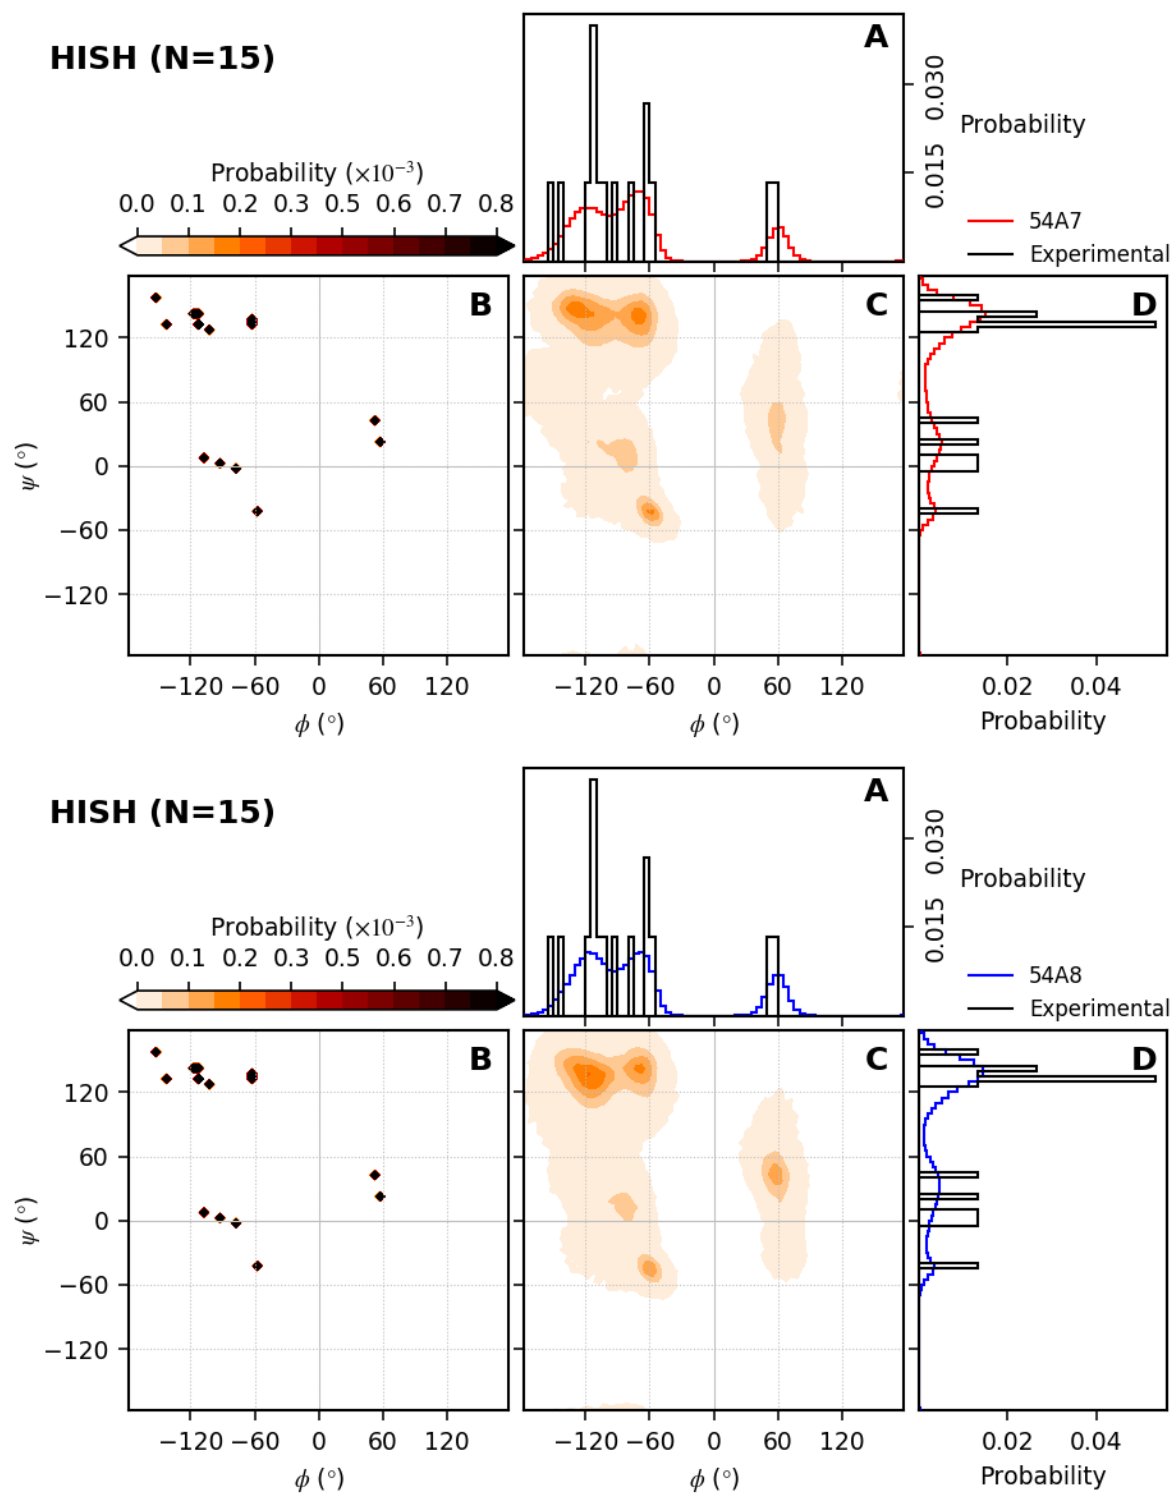 HISH (N=15)
A
0.030
0.015
Probability
54A7
Experimental
Probability (×10⁻³)
0.0 0.1 0.2 0.3 0.5 0.6 0.7 0.8
B
C
D
120
60
0
−60
−120
ψ (°)
−120 −60 0 60 120
ϕ (°)
−120 −60 0 60 120
ϕ (°)
0.02 0.04
Probability
HISH (N=15)
A
0.030
0.015
Probability
54A8
Experimental
Probability (×10⁻³)
0.0 0.1 0.2 0.3 0.5 0.6 0.7 0.8
B
C
D
120
60
0
−60
−120
ψ (°)
−120 −60 0 60 120
ϕ (°)
−120 −60 0 60 120
ϕ (°)
0.02 0.04
Probability